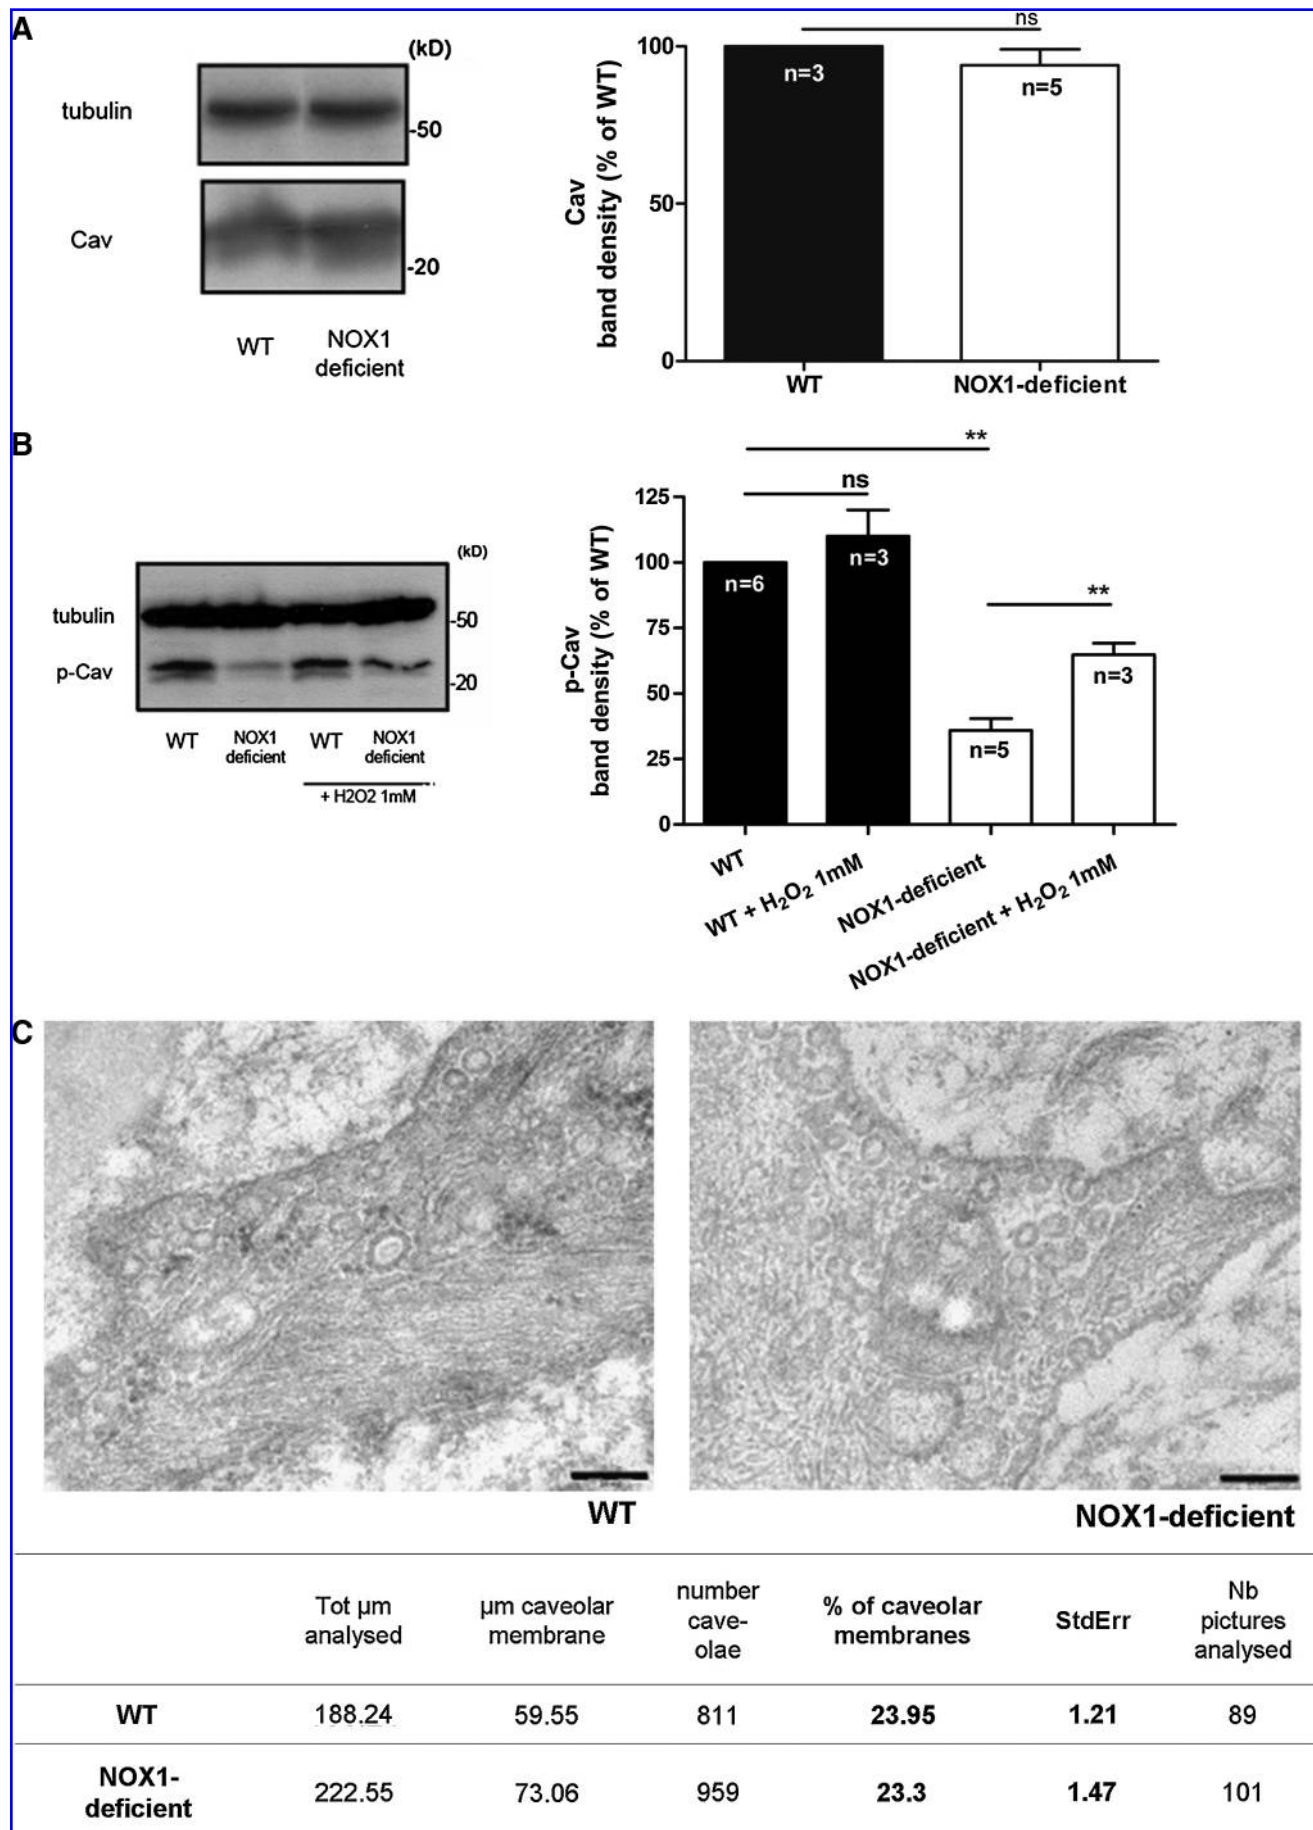 A
(kD)
tubulin
-50
Cav
-20
WT
NOX1
deficient
ns
100
50
0
Cav
band density (% of WT)
n=3
n=5
WT
NOX1-deficient
B
(kD)
tubulin
-50
p-Cav
-20
WT
NOX1
deficient
WT
NOX1
deficient
+ H2O2 1mM
**
ns
**
125
100
75
50
25
0
p-Cav
band density (% of WT)
n=6
n=3
n=5
n=3
WT
WT + H₂O₂ 1mM
NOX1-deficient
NOX1-deficient + H₂O₂ 1mM
C
WT
NOX1-deficient
Tot µm
analysed
µm caveolar
membrane
number
cave-
olae
% of caveolar
membranes
StdErr
Nb
pictures
analysed
WT 188.24 59.55 811 23.95 1.21 89
NOX1-
deficient 222.55 73.06 959 23.3 1.47 101